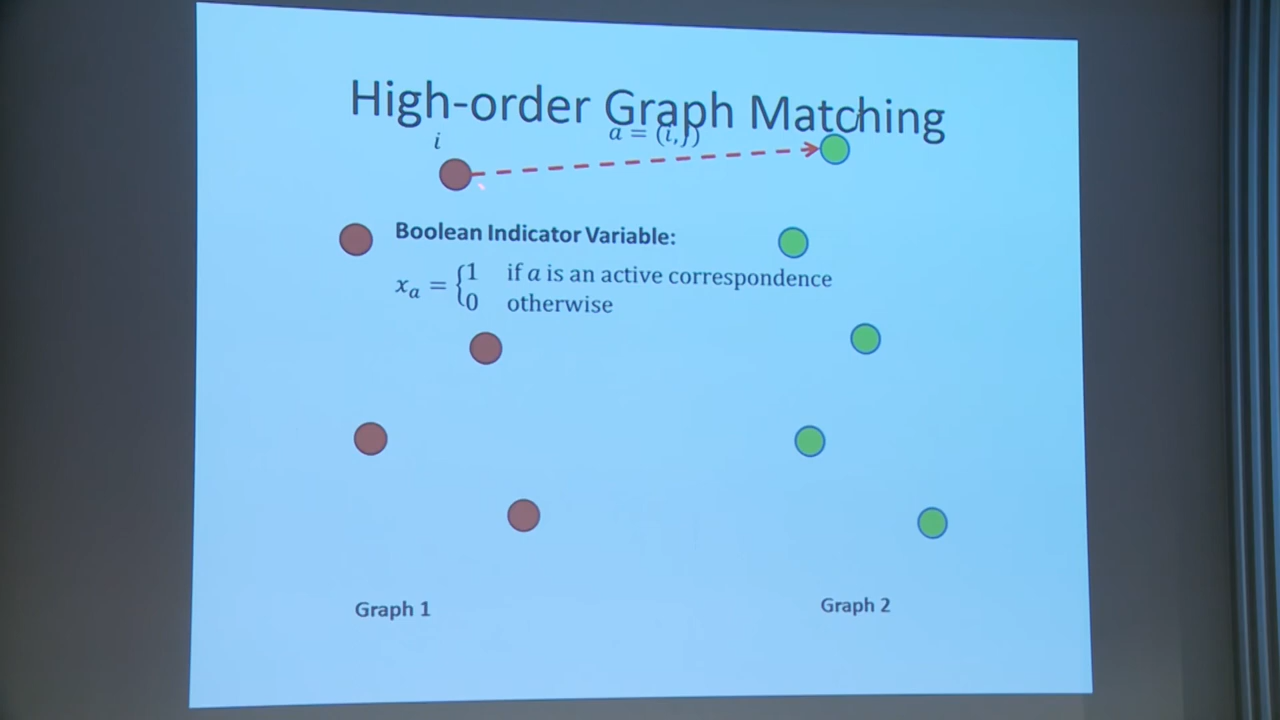 High-order Graph Matching
i
a = (i, j)
Boolean Indicator Variable:
xₐ = {1 if a is an active correspondence
0 otherwise
Graph 1
Graph 2